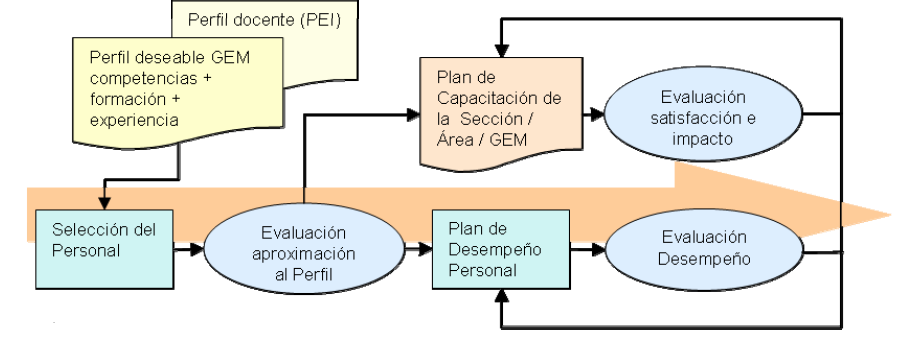 Perfil docente (PEI)
Perfil deseable GEM
competencias +
formación +
experiencia
Plan de
Capacitación de
la Sección /
Área / GEM
Evaluación
satisfacción e
impacto
Selección del
Personal
Evaluación
aproximación
al Perfil
Plan de
Desempeño
Personal
Evaluación
Desempeño